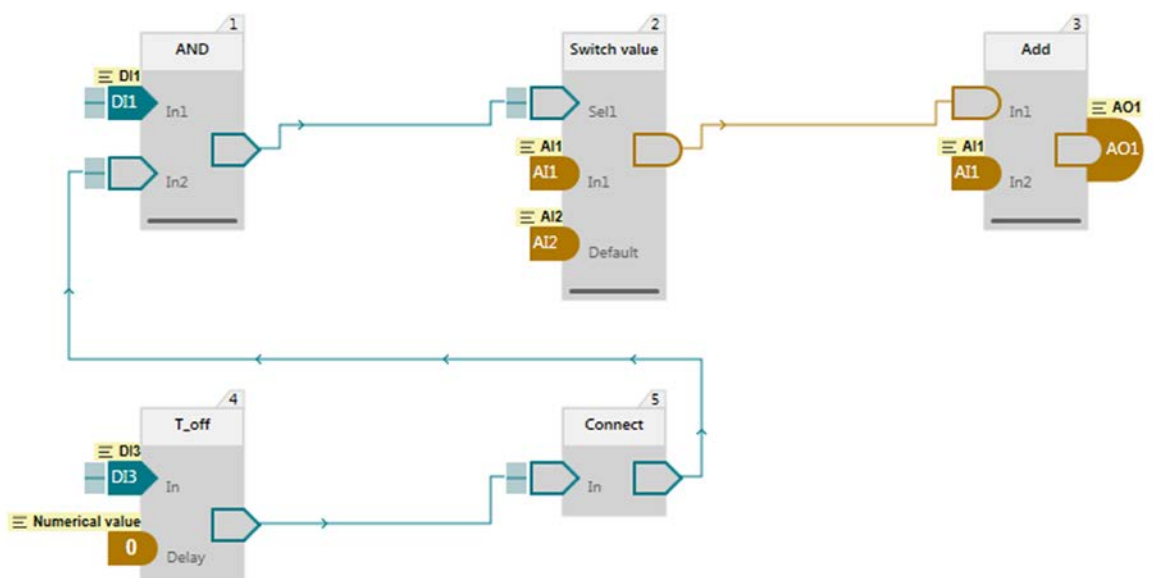 1
AND
DI1
DI1
In1
In2
2
Switch value
Sel1
AI1
AI1
In1
AI2
AI2
Default
3
Add
In1
AO1
AO1
AI1
AI1
In2
4
T_off
DI3
DI3
In
Numerical value
0
Delay
5
Connect
In